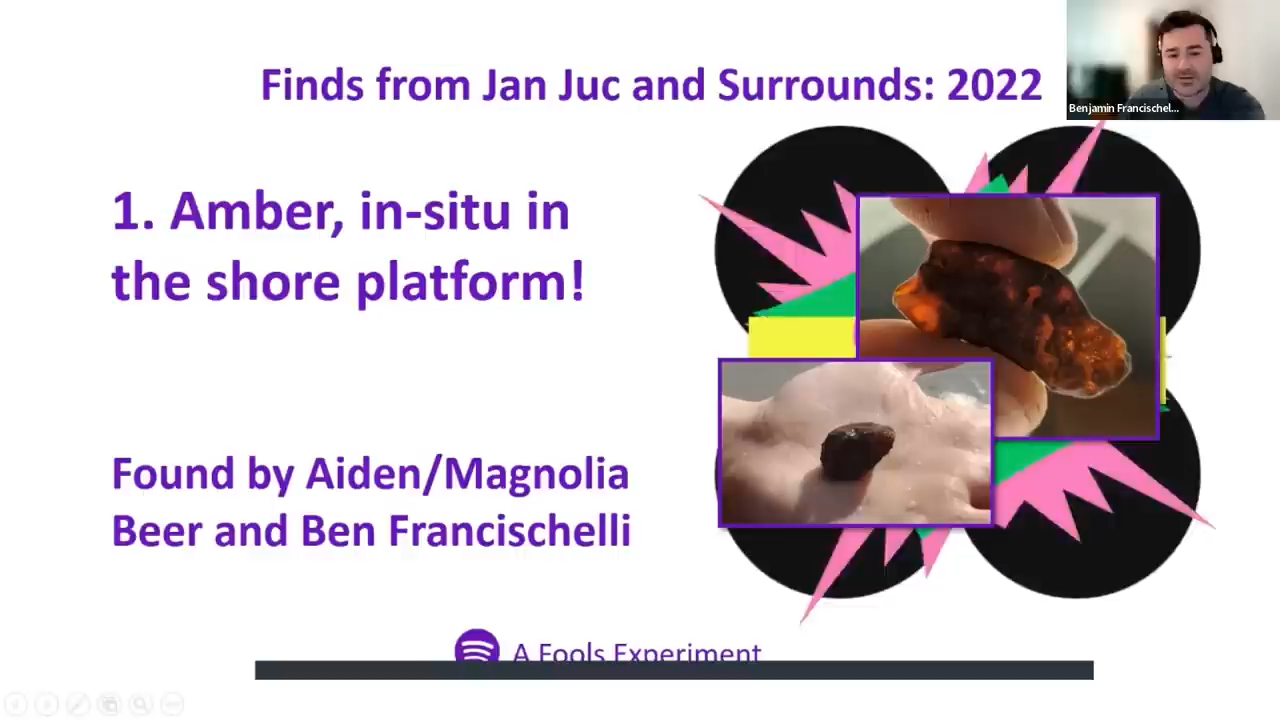 Finds from Jan Juc and Surrounds: 2022
Benjamin Francischel...
1. Amber, in-situ in
the shore platform!
Found by Aiden/Magnolia
Beer and Ben Francischelli
A Fools Experiment